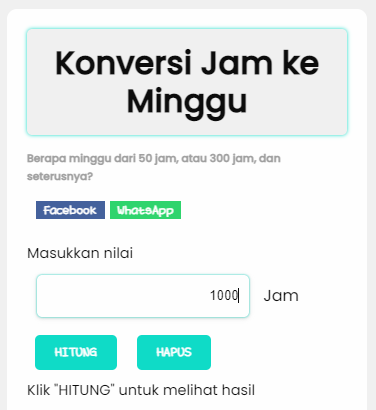 Konversi Jam ke
Minggu
Berapa minggu dari 50 jam, atau 300 jam, dan
seterusnya?
Facebook WhatsApp
Masukkan nilai
1000 Jam
HITUNG HAPUS
Klik "HITUNG" untuk melihat hasil